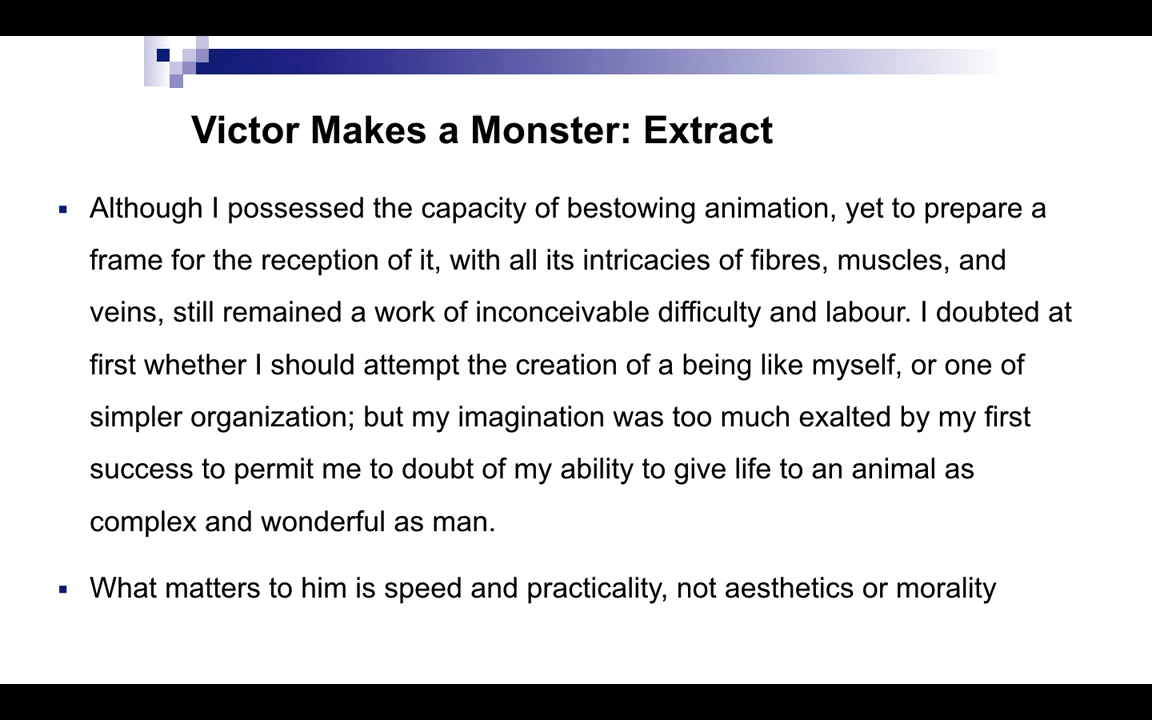 Victor Makes a Monster: Extract
Although I possessed the capacity of bestowing animation, yet to prepare a
frame for the reception of it, with all its intricacies of fibres, muscles, and
veins, still remained a work of inconceivable difficulty and labour. I doubted at
first whether I should attempt the creation of a being like myself, or one of
simpler organization; but my imagination was too much exalted by my first
success to permit me to doubt of my ability to give life to an animal as
complex and wonderful as man.
What matters to him is speed and practicality, not aesthetics or morality